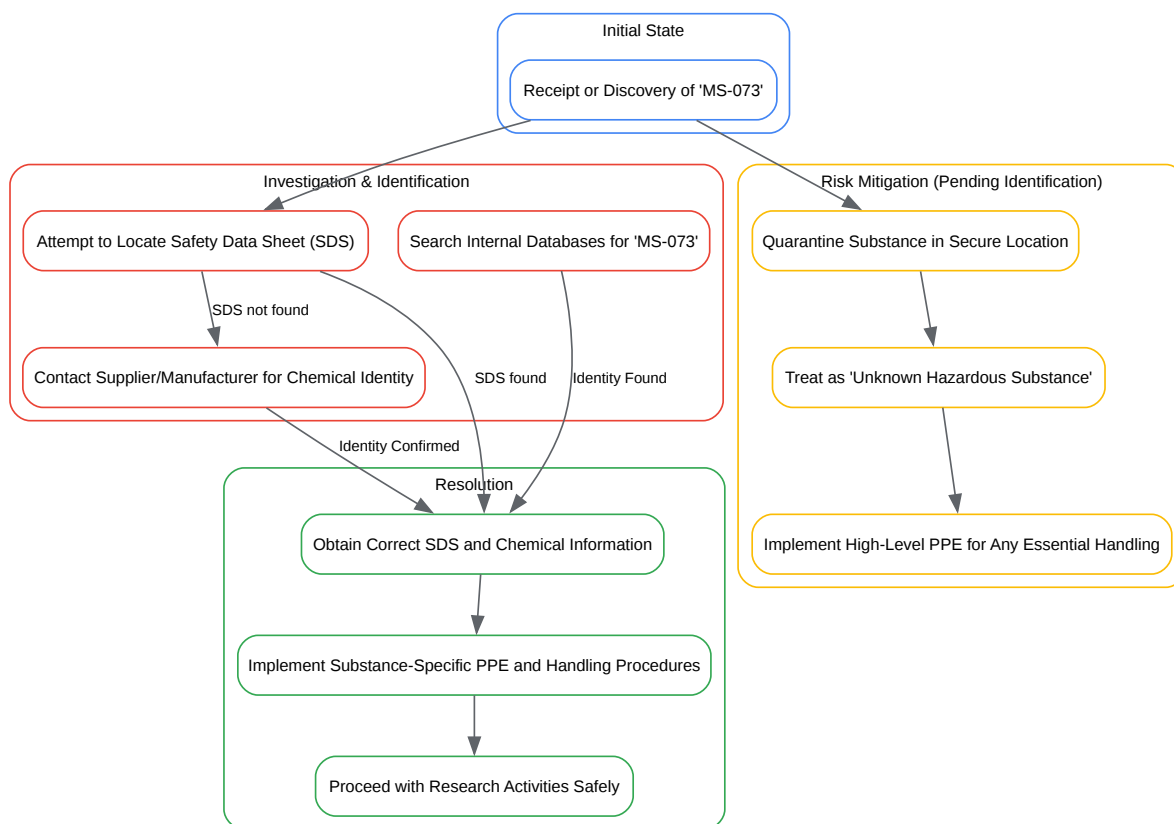 Initial State
Receipt or Discovery of 'MS-073'
Investigation & Identification
Risk Mitigation (Pending Identification)
Attempt to Locate Safety Data Sheet (SDS)
Search Internal Databases for 'MS-073'
Quarantine Substance in Secure Location
SDS not found
Contact Supplier/Manufacturer for Chemical Identity
SDS found
Identity Found
Treat as 'Unknown Hazardous Substance'
Identity Confirmed
Resolution
Obtain Correct SDS and Chemical Information
Implement High-Level PPE for Any Essential Handling
Implement Substance-Specific PPE and Handling Procedures
Proceed with Research Activities Safely